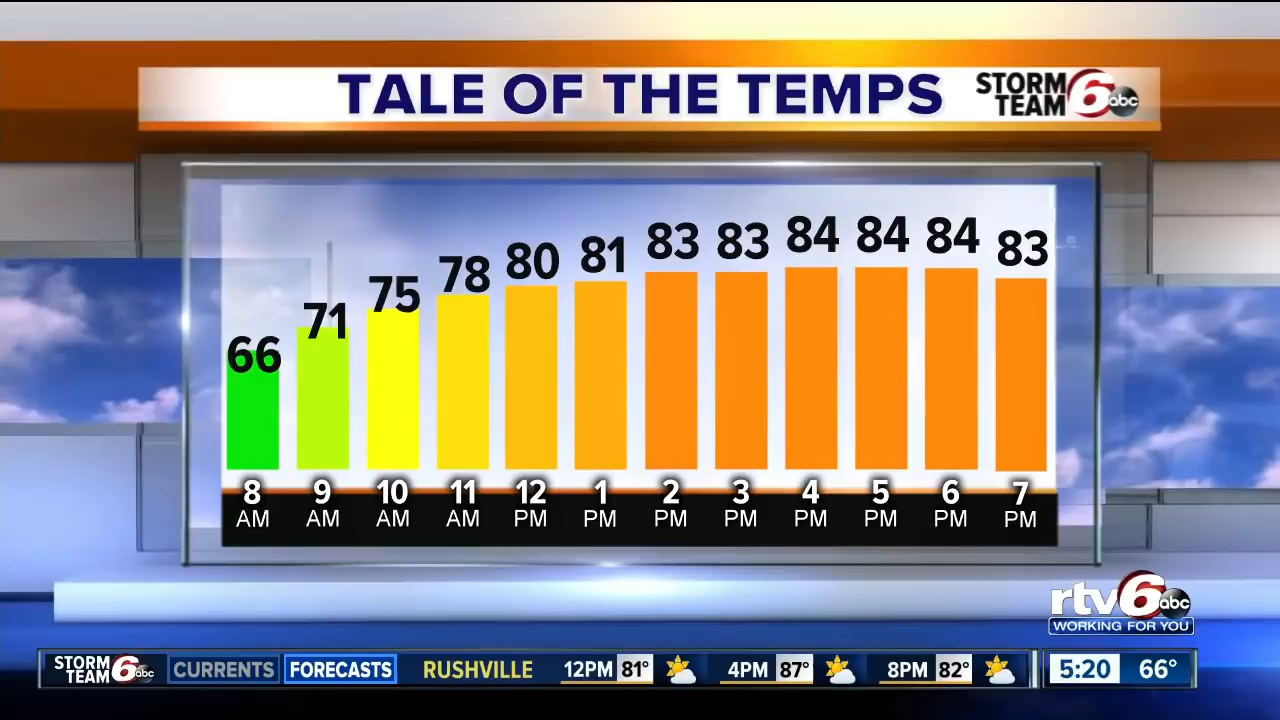 TALE OF THE TEMPS
STORM TEAM 6 abc
66 71 75 78 80 81 83 83 84 84 84 83
8 AM 9 AM 10 AM 11 AM 12 PM 1 PM 2 PM 3 PM 4 PM 5 PM 6 PM 7 PM
rtv6 abc
WORKING FOR YOU
STORM TEAM 6 abc CURRENTS FORECASTS RUSHVILLE 12PM 81° 4PM 87° 8PM 82° 5:20 66°